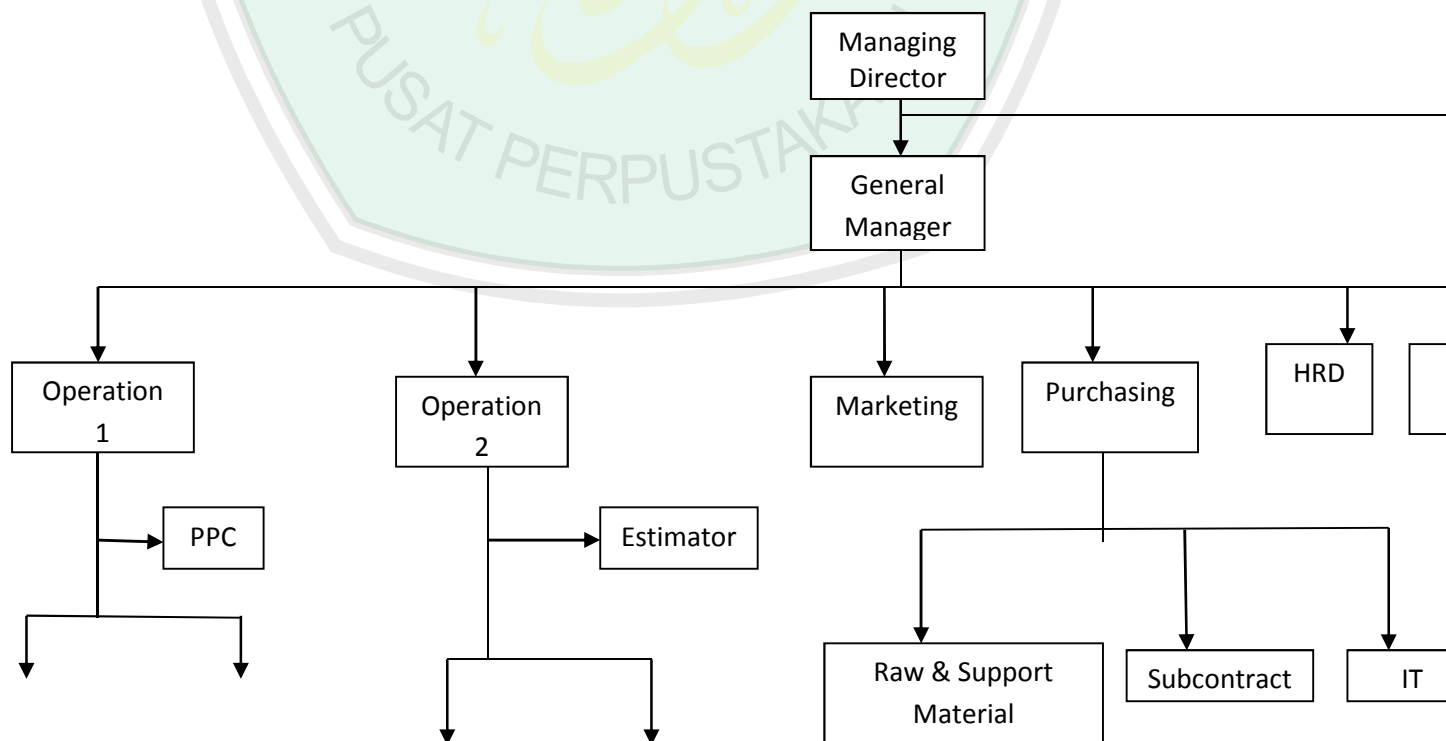 Managing
Director
PUSAT PERPUSTAKA
General
Manager
Operation
1
Operation
2
Marketing
Purchasing
HRD
PPC
Estimator
Raw & Support
Material
Subcontract
IT